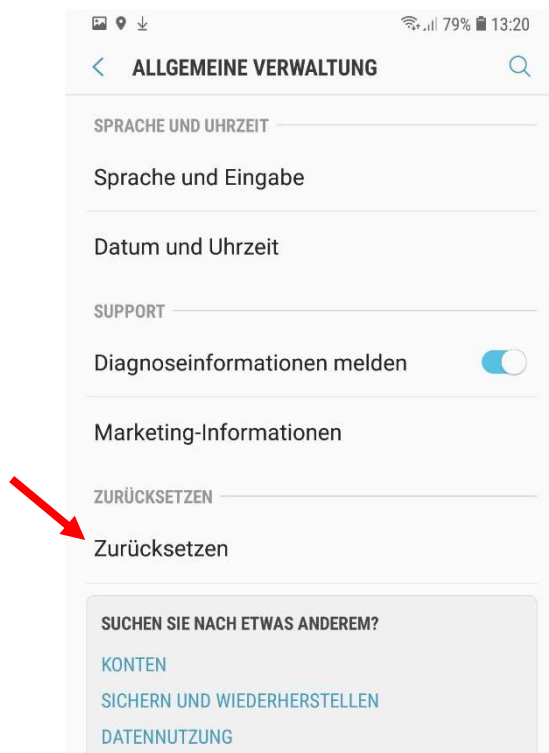 79% 13:20
ALLGEMEINE VERWALTUNG
SPRACHE UND UHRZEIT
Sprache und Eingabe
Datum und Uhrzeit
SUPPORT
Diagnoseinformationen melden
Marketing-Informationen
ZURÜCKSETZEN
Zurücksetzen
SUCHEN SIE NACH ETWAS ANDEREM?
KONTEN
SICHERN UND WIEDERHERSTELLEN
DATENNUTZUNG